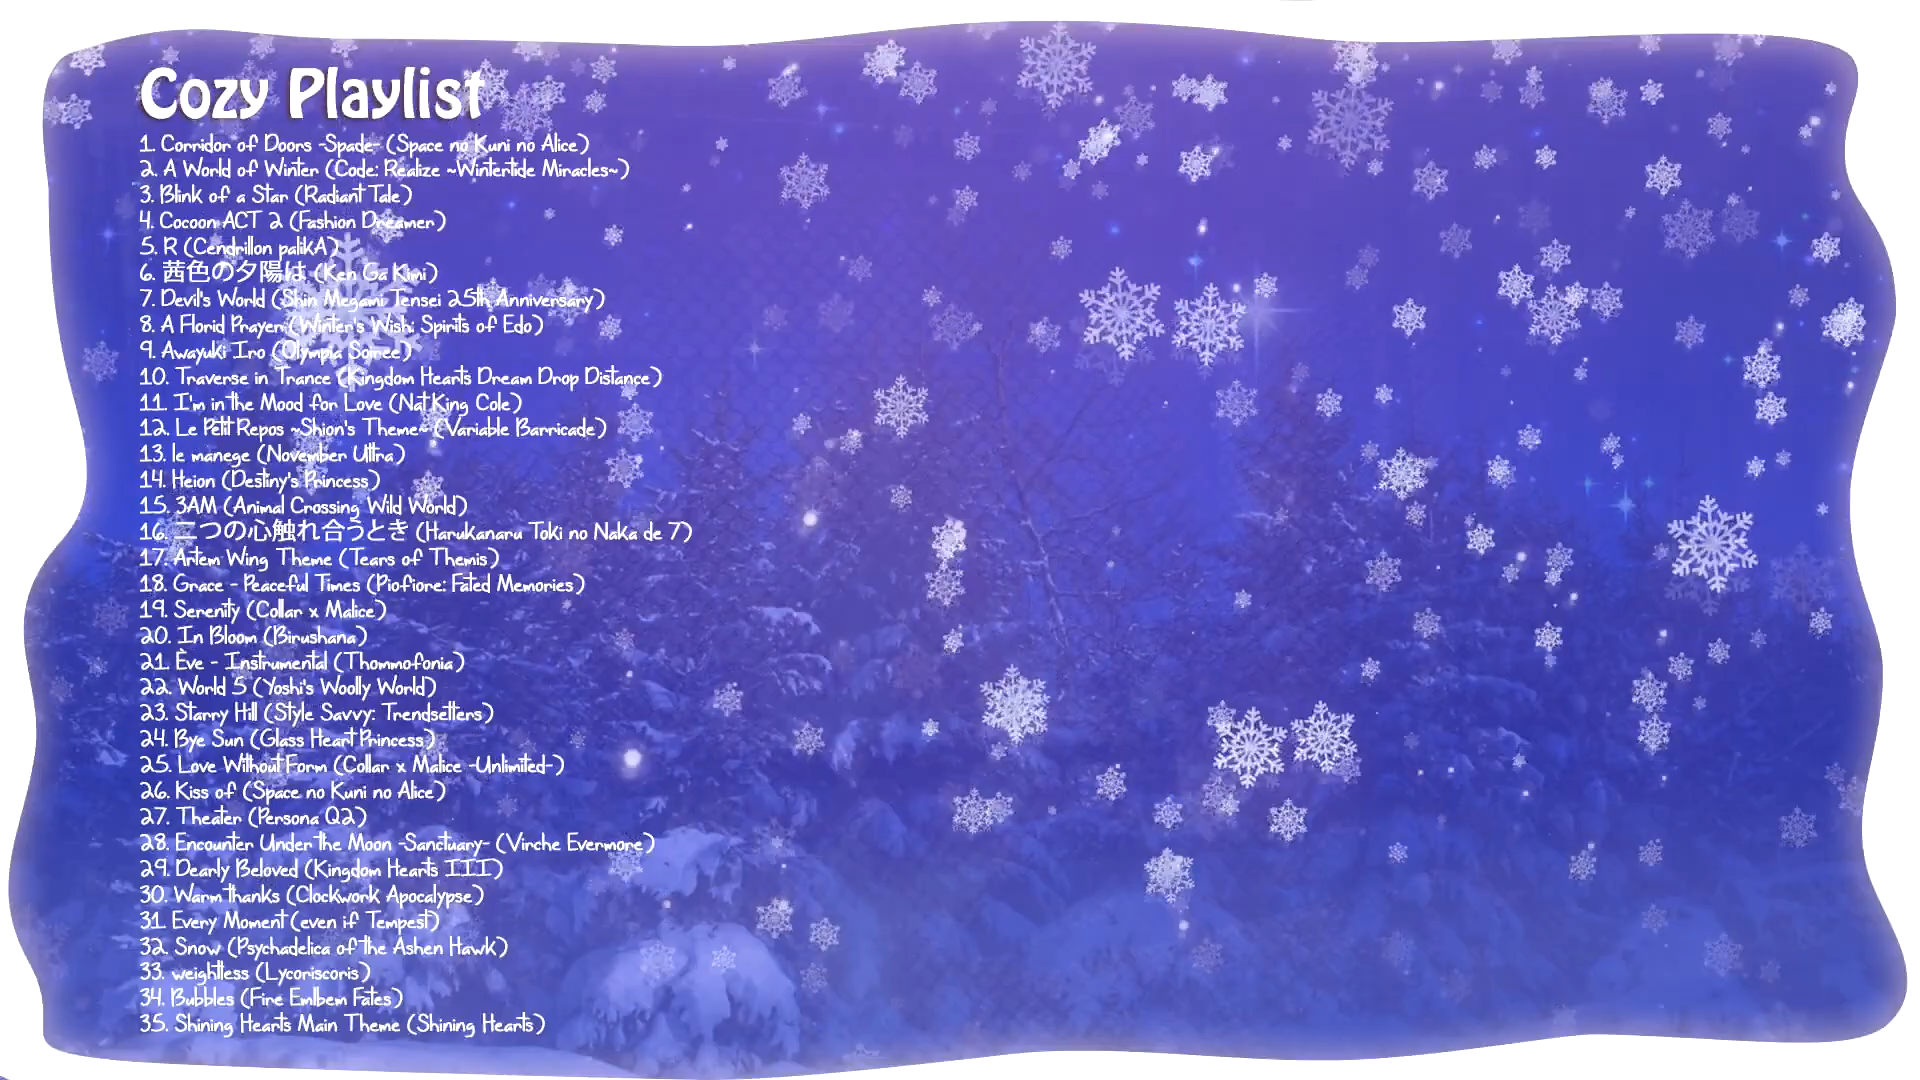 Cozy Playlist
1. Corridor of Doors -Spade- (Space no Kuni no Alice)
2. A World of Winter (Code: Realize ~Wintertide Miracles~)
3. Blink of a Star (Radiant Tale)
4. Cocoon ACT 2 (Fashion Dreamer)
5. R (Cendrillon palikA)
6. 茜色の夕陽は (Ken Ga Kimi)
7. Devil's World (Shin Megami Tensei 25th Anniversary)
8. A Florid Prayer (Winter's Wish: Spirits of Edo)
9. Awayuki Iro (Olympia Soiree)
10. Traverse in Trance (Kingdom Hearts Dream Drop Distance)
11. I'm in the Mood for Love (Nat King Cole)
12. Le Petit Repos ~Shion's Theme~ (Variable Barricade)
13. le manege (November Ultra)
14. Heion (Destiny's Princess)
15. 3AM (Animal Crossing Wild World)
16. 二つの心触れ合うとき (Harukanaru Toki no Naka de 7)
17. Artem Wing Theme (Tears of Themis)
18. Grace - Peaceful Times (Piofiore: Fated Memories)
19. Serenity (Collar x Malice)
20. In Bloom (Birushana)
21. Ève - Instrumental (Thommofonia)
22. World 5 (Yoshi's Woolly World)
23. Starry Hill (Style Savvy: Trendsetters)
24. Bye Sun (Glass Heart Princess)
25. Love Without Form (Collar x Malice -Unlimited-)
26. Kiss of (Space no Kuni no Alice)
27. Theater (Persona Q2)
28. Encounter Under the Moon -Sanctuary- (Virche Evermore)
29. Dearly Beloved (Kingdom Hearts III)
30. Warm thanks (Clockwork Apocalypse)
31. Every Moment (even if Tempest)
32. Snow (Psychadelica of the Ashen Hawk)
33. weightless (Lycoriscoris)
34. Bubbles (Fire Emlbem Fates)
35. Shining Hearts Main Theme (Shining Hearts)